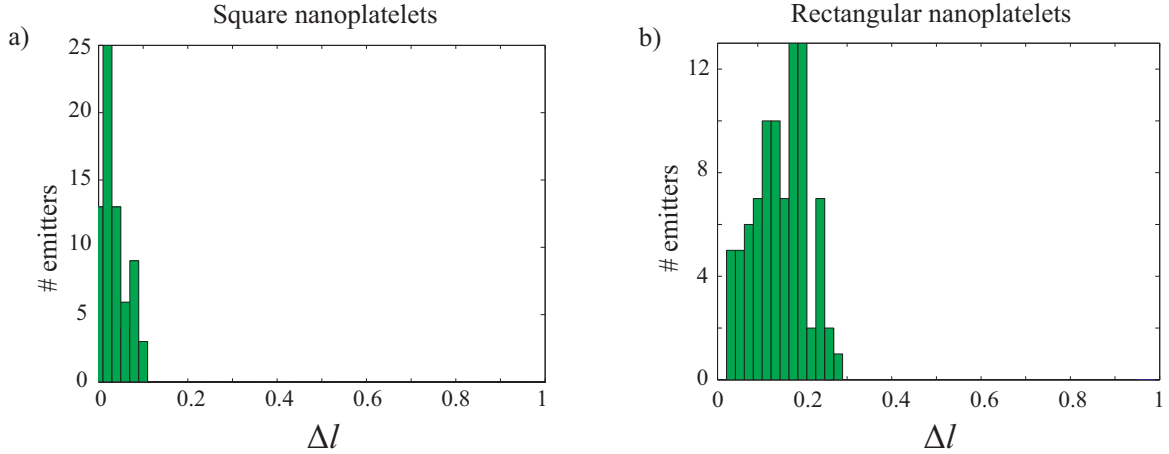 Square nanoplatelets
a)
25
20
15
10
5
0
# emitters
0 0.2 0.4 0.6 0.8 1
Δl
Rectangular nanoplatelets
b)
12
8
4
0
# emitters
0 0.2 0.4 0.6 0.8 1
Δl